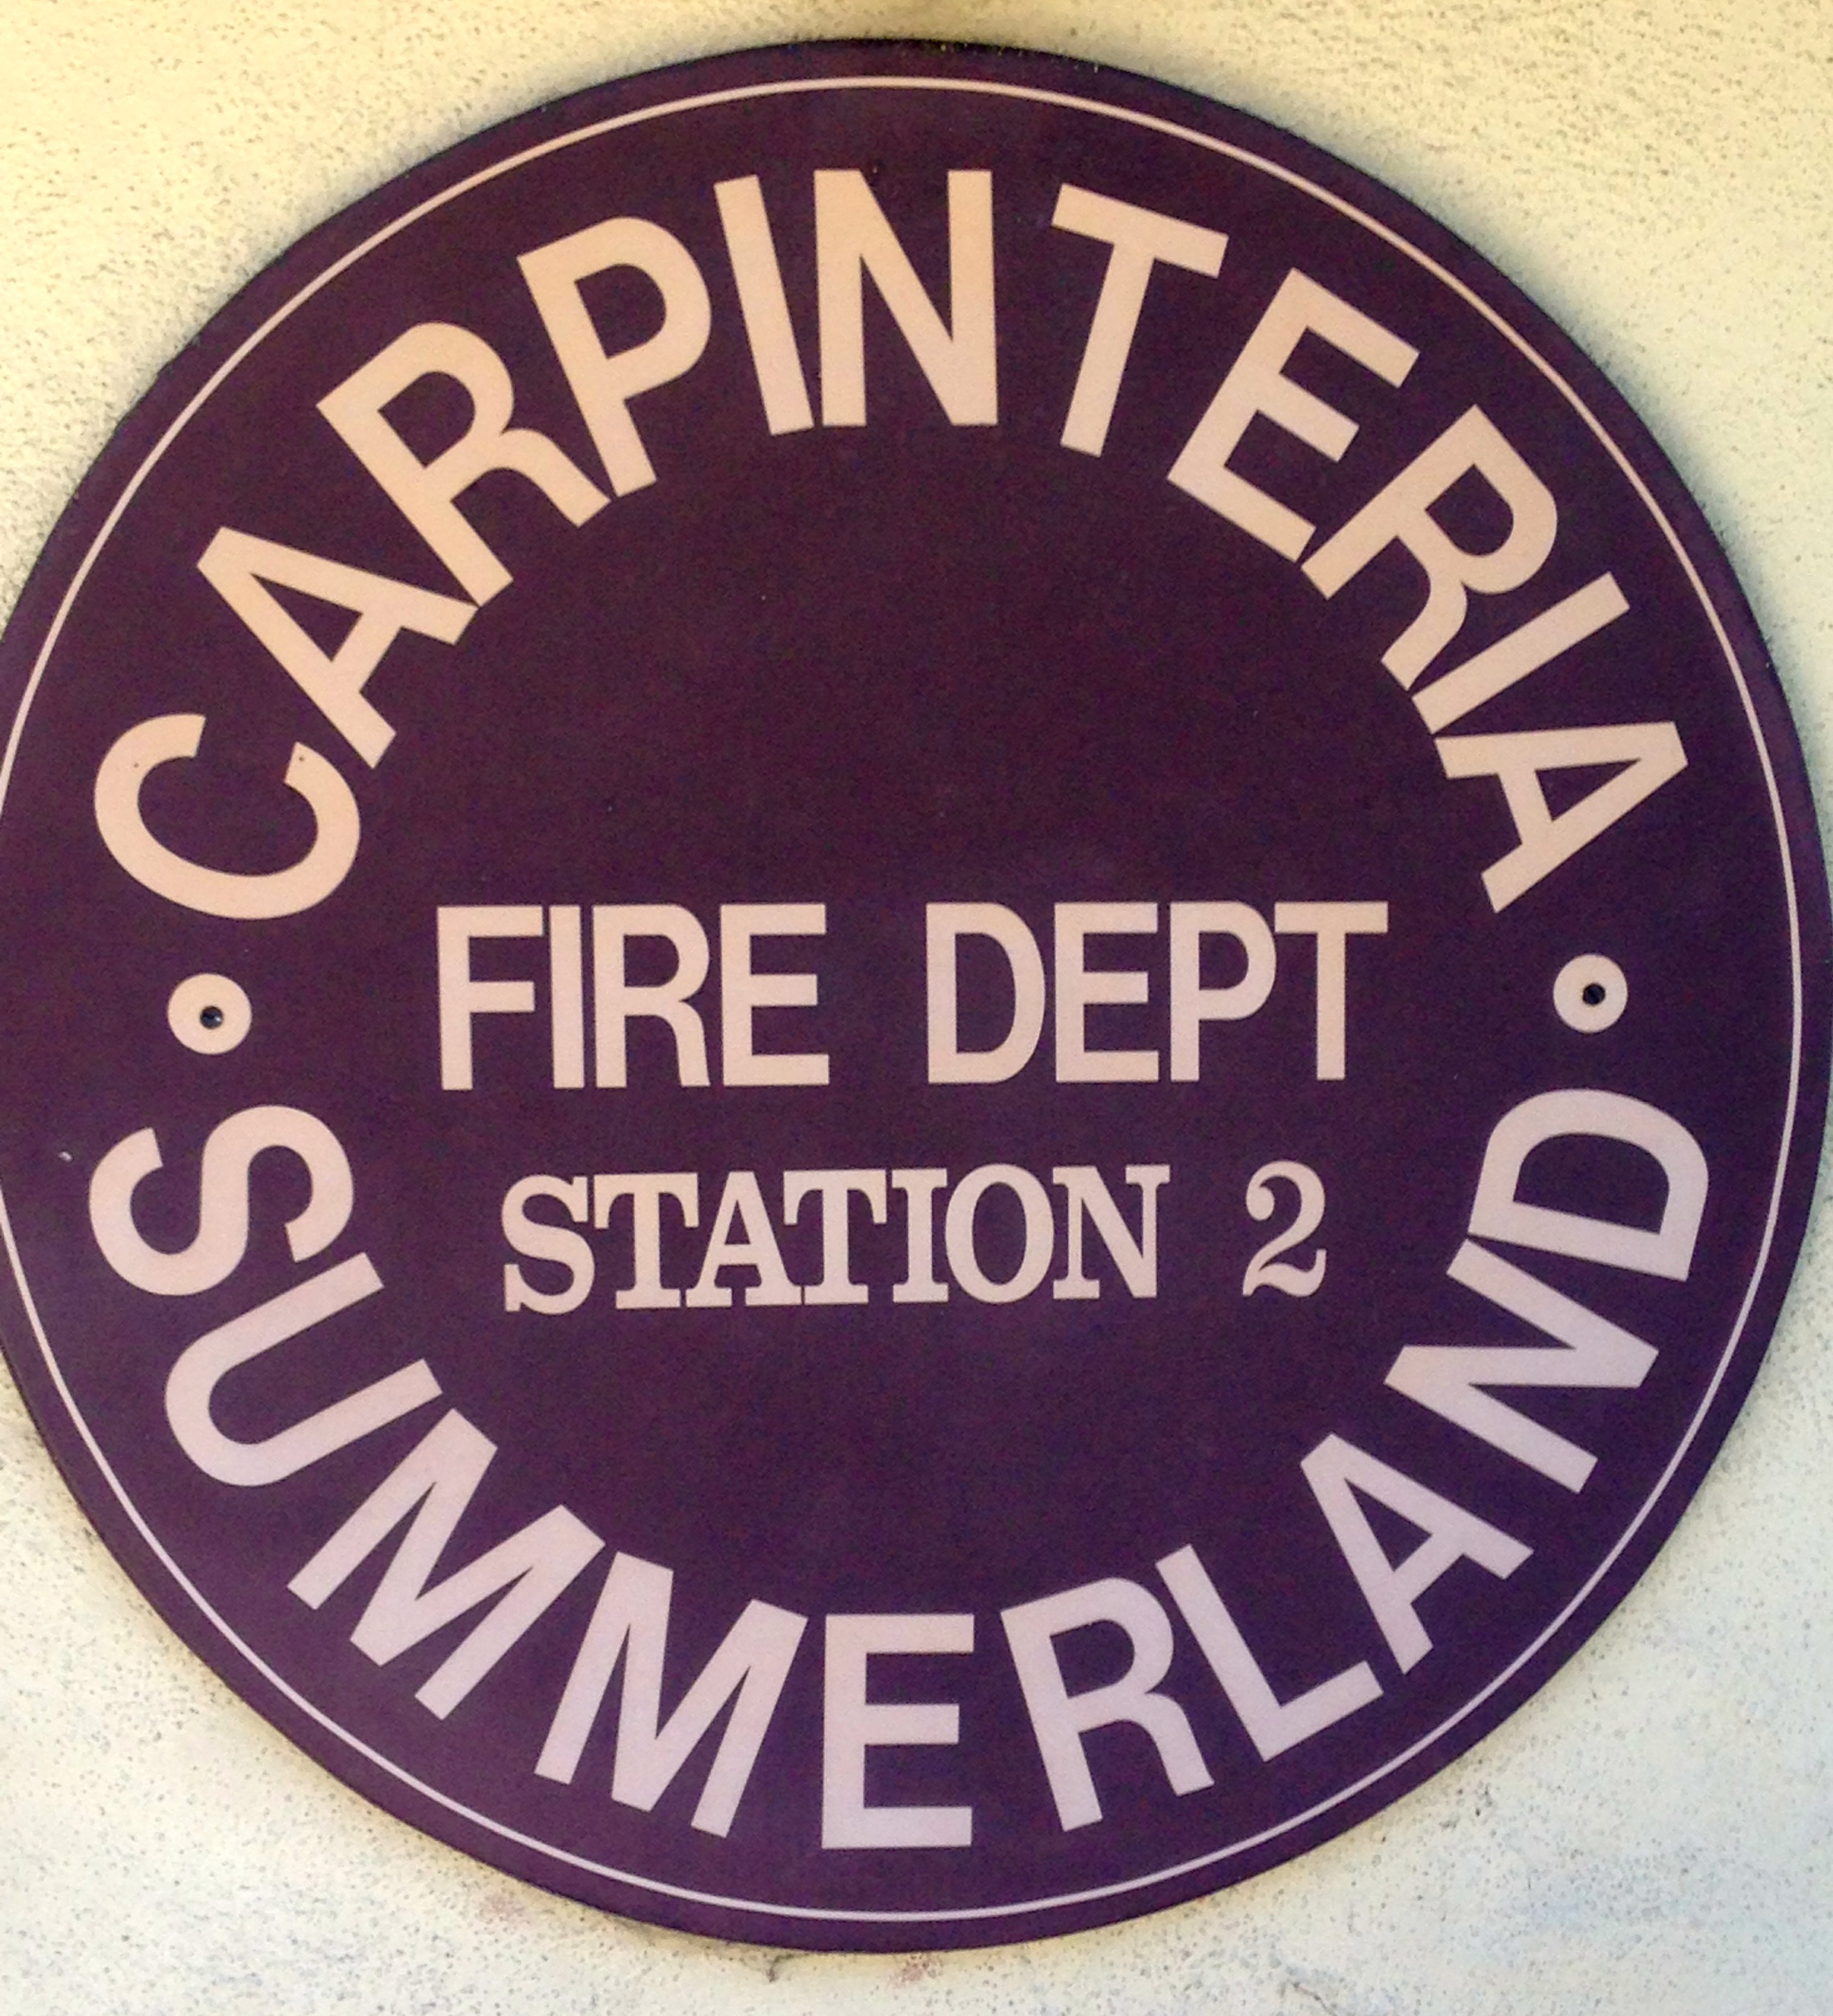 CARPINTERIA
FIRE DEPT
STATION 2
SUMMERLAND